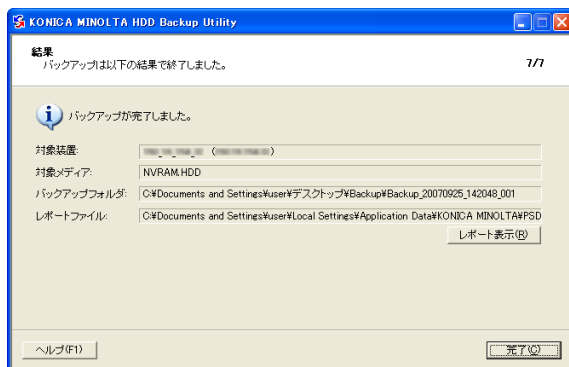 KONICA MINOLTA HDD Backup Utility
結果
バックアップは以下の結果で終了しました。
7/7
バックアップが完了しました。
対象装置:
対象メディア: NVRAM.HDD
バックアップフォルダ: C:¥Documents and Settings¥user¥デスクトップ¥Backup¥Backup_20070925_142048_001
レポートファイル: C:¥Documents and Settings¥user¥Local Settings¥Application Data¥KONICA MINOLTA¥PSD
レポート表示(R)
ヘルプ(F1)
完了(C)